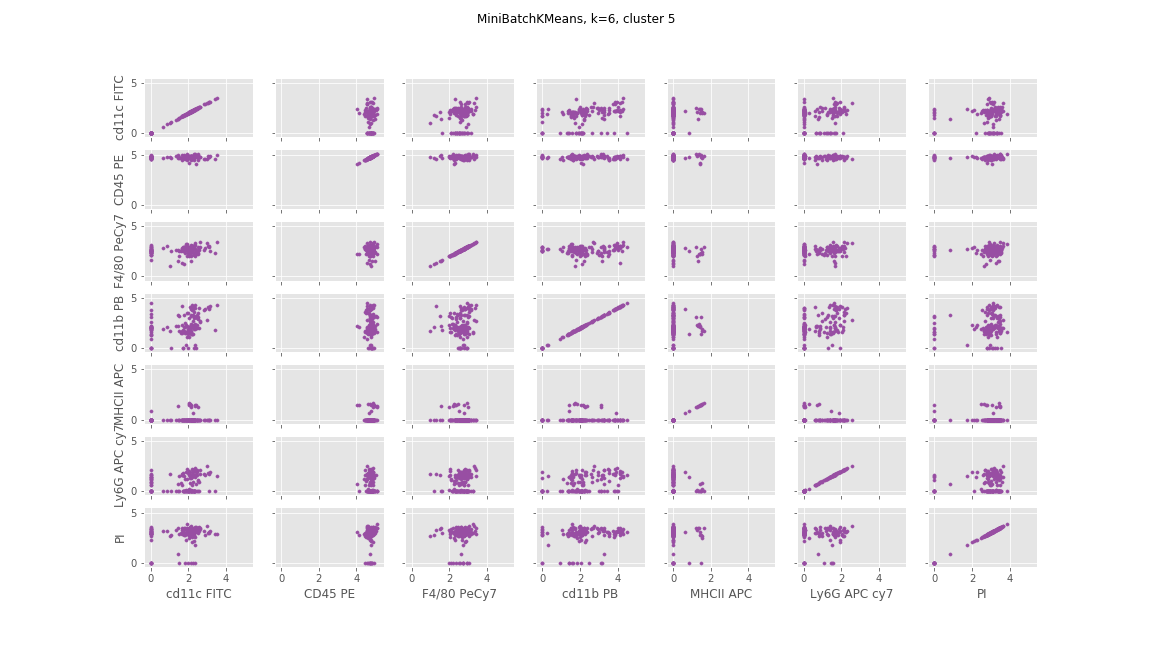 MiniBatchKMeans, k=6, cluster 5
cd11c FITC
5
0
CD45 PE
5
0
F4/80 PeCy7
5
0
cd11b PB
5
0
MHCII APC
5
0
Ly6G APC cy7
5
0
PI
5
0
0 2 4 0 2 4 0 2 4 0 2 4 0 2 4 0 2 4 0 2 4
cd11c FITC CD45 PE F4/80 PeCy7 cd11b PB MHCII APC Ly6G APC cy7 PI